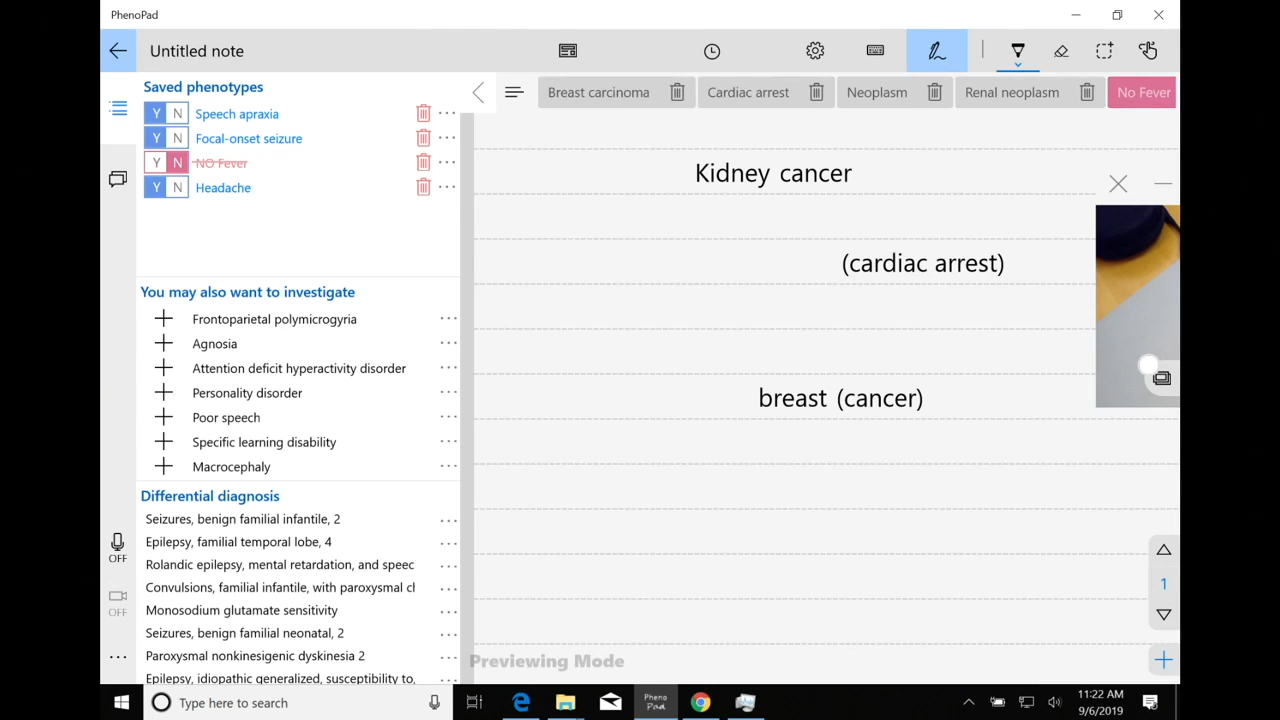 PhenoPad
Untitled note
Saved phenotypes
Y N Speech apraxia
Y N Focal-onset seizure
Y N NO Fever
Y N Headache
You may also want to investigate
Frontoparietal polymicrogyria
Agnosia
Attention deficit hyperactivity disorder
Personality disorder
Poor speech
Specific learning disability
Macrocephaly
Differential diagnosis
Seizures, benign familial infantile, 2
Epilepsy, familial temporal lobe, 4
Rolandic epilepsy, mental retardation, and speec
Convulsions, familial infantile, with paroxysmal cl
Monosodium glutamate sensitivity
Seizures, benign familial neonatal, 2
Paroxysmal nonkinesigenic dyskinesia 2
Epilepsy, idiopathic generalized, susceptibility to,
OFF
OFF
Breast carcinoma Cardiac arrest Neoplasm Renal neoplasm No Fever
Kidney cancer
(cardiac arrest)
breast (cancer)
1
Previewing Mode
Type here to search
Pheno
Pad
11:22 AM
9/6/2019